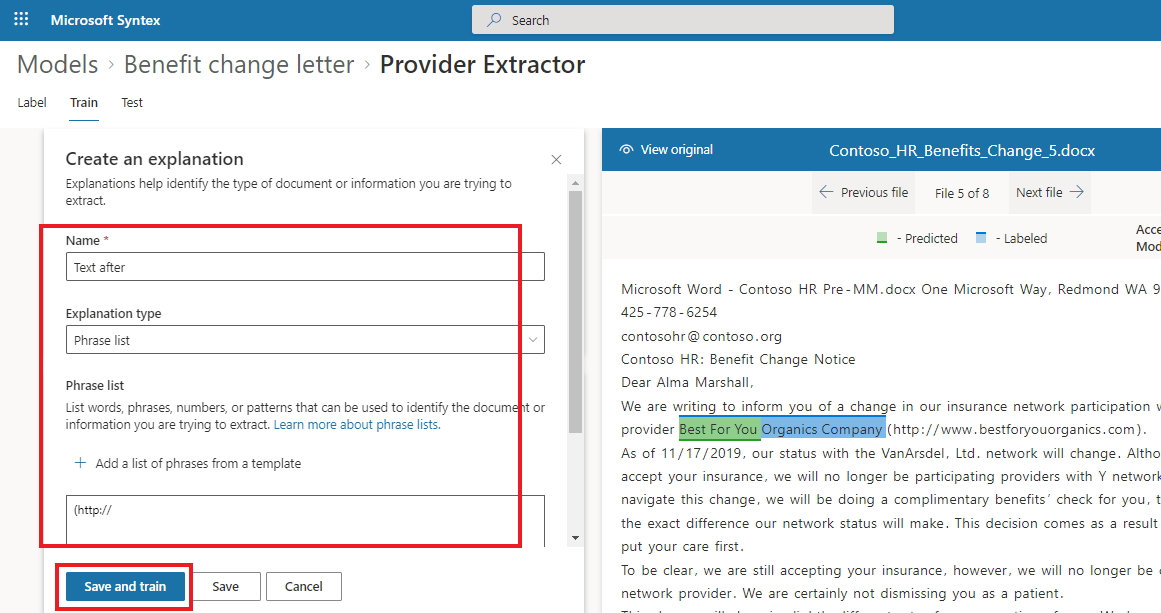 Microsoft Syntex
Search
Models > Benefit change letter > Provider Extractor
Label Train Test
Create an explanation
Explanations help identify the type of document or information you are trying to
extract.
Name *
Text after
Explanation type
Phrase list
Phrase list
List words, phrases, numbers, or patterns that can be used to identify the document or
information you are trying to extract. Learn more about phrase lists.
+ Add a list of phrases from a template
(http://
Save and train Save Cancel
View original Contoso_HR_Benefits_Change_5.docx
← Previous file File 5 of 8 Next file →
- Predicted - Labeled
Acce
Mod
Microsoft Word - Contoso HR Pre-MM.docx One Microsoft Way, Redmond WA 9
425-778-6254
contosohr@contoso.org
Contoso HR: Benefit Change Notice
Dear Alma Marshall,
We are writing to inform you of a change in our insurance network participation w
provider Best For You Organics Company (http://www.bestforyouorganics.com).
As of 11/17/2019, our status with the VanArsdel, Ltd. network will change. Altho
accept your insurance, we will no longer be participating providers with Y network
navigate this change, we will be doing a complimentary benefits’ check for you, t
the exact difference our network status will make. This decision comes as a result
put your care first.
To be clear, we are still accepting your insurance, however, we will no longer be
network provider. We are certainly not dismissing you as a patient.